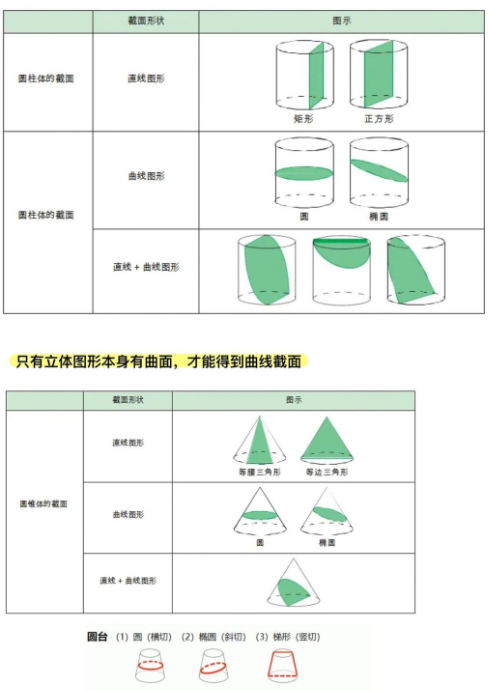 截面形状 图示
圆柱体的截面 直线图形
矩形 正方形
圆柱体的截面 曲线图形
圆 椭圆
直线 + 曲线图形
只有立体图形本身有曲面，才能得到曲线截面
截面形状 图示
直线图形
等腰三角形 等边三角形
圆锥体的截面 曲线图形
圆 椭圆
直线 + 曲线图形
圆台 （1）圆（横切）（2）椭圆（斜切）（3）梯形（竖切）